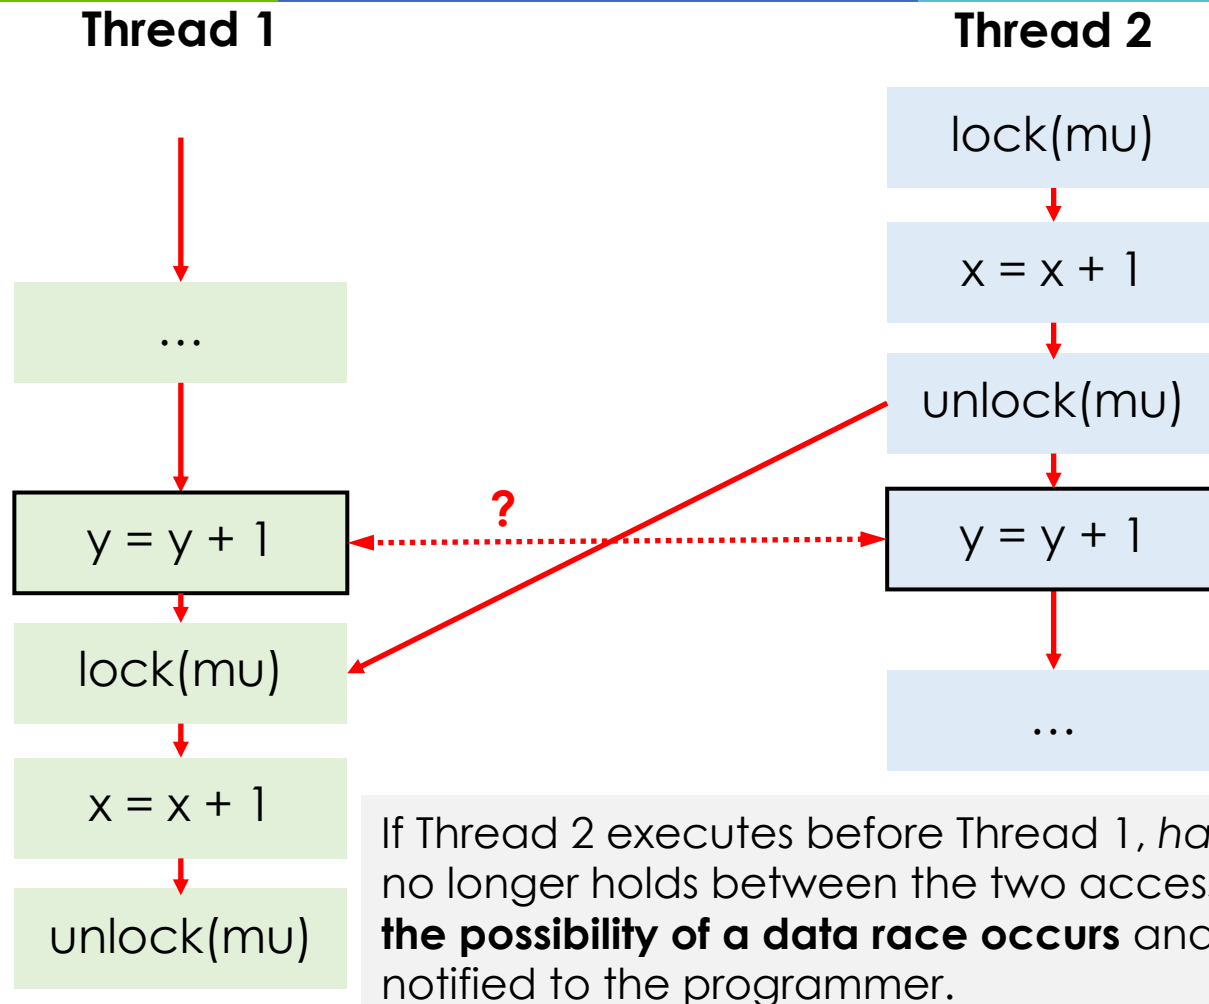 Thread 1
...
y = y + 1
lock(mu)
x = x + 1
unlock(mu)
?
Thread 2
lock(mu)
x = x + 1
unlock(mu)
y = y + 1
...
If Thread 2 executes before Thread 1,
no longer holds between the two
the possibility of a data race occurs and
notified to the programmer.